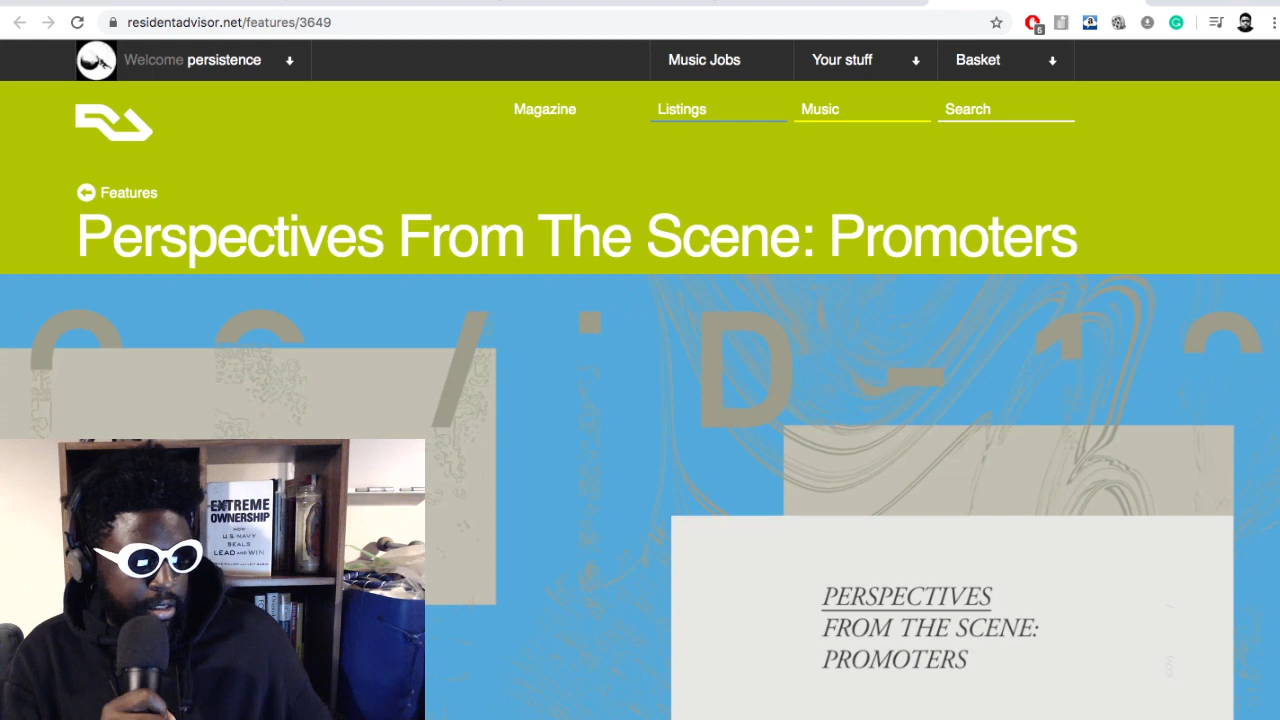 residentadvisor.net/features/3649
5
Welcome persistence
Music Jobs
Your stuff
Basket
Magazine
Listings
Music
Search
Features
Perspectives From The Scene: Promoters
PERSPECTIVES
FROM THE SCENE:
PROMOTERS
EXTREME
OWNERSHIP
HOW
U.S. NAVY
SEALS
LEAD AND WIN